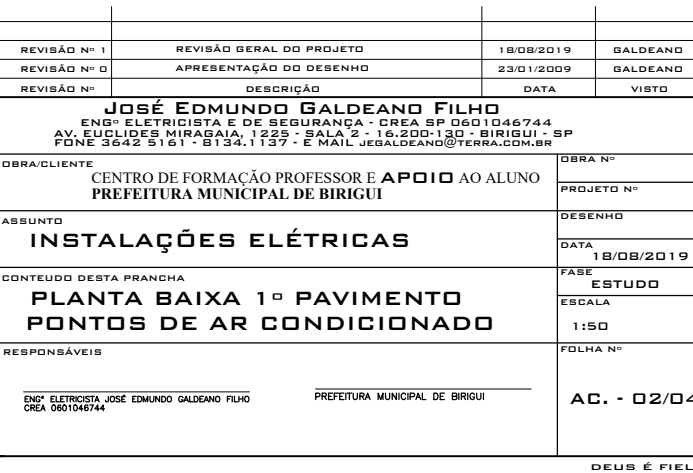 REVISÃO Nº 1 REVISÃO GERAL DO PROJETO 18/08/2019 GALDEANO
REVISÃO Nº 0 APRESENTAÇÃO DO DESENHO 23/01/2009 GALDEANO
REVISÃO Nº DESCRIÇÃO DATA VISTO
JOSÉ EDMUNDO GALDEANO FILHO
ENGº ELETRICISTA E DE SEGURANÇA - CREA SP 0601046744
AV. EUCLIDES MIRAGAIA, 1225 - SALA 2 - 16.200-130 - BIRIGUI - SP
FONE 3642 5161 - 8134.1137 - E MAIL JEGALDEANO@TERRA.COM.BR
OBRA/CLIENTE
CENTRO DE FORMAÇÃO PROFESSOR E APOIO AO ALUNO
PREFEITURA MUNICIPAL DE BIRIGUI
OBRA Nº
PROJETO Nº
ASSUNTO
INSTALAÇÕES ELÉTRICAS
DESENHO
DATA
18/08/2019
CONTEUDO DESTA PRANCHA
PLANTA BAIXA 1º PAVIMENTO
PONTOS DE AR CONDICIONADO
FASE
ESTUDO
ESCALA
1:50
RESPONSÁVEIS
ENGº ELETRICISTA JOSÉ EDMUNDO GALDEANO FILHO
CREA 0601046744
PREFEITURA MUNICIPAL DE BIRIGUI
FOLHA Nº
AC. - 02/04
DEUS É FIEL